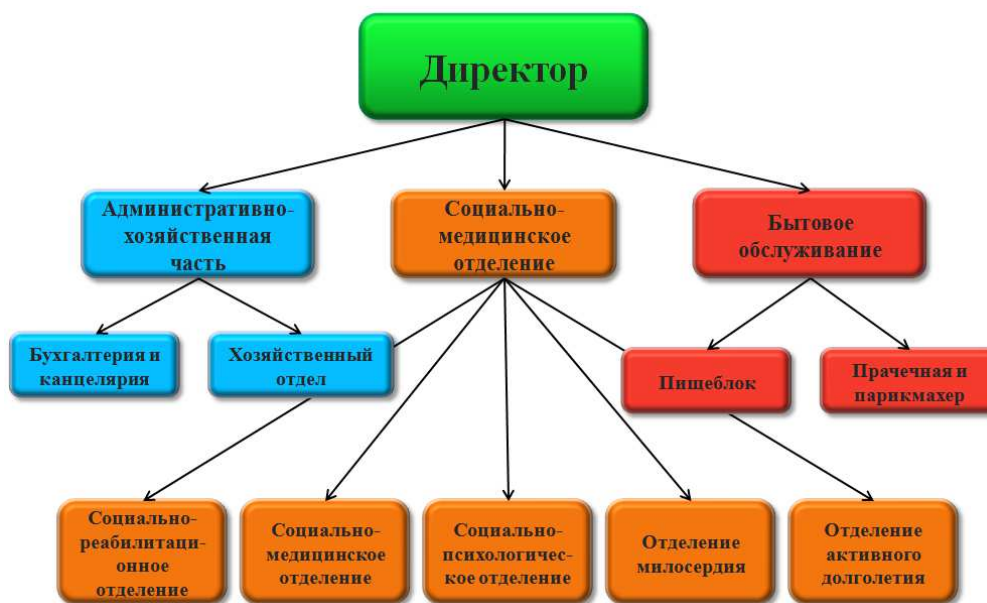 Директор
Административно-
хозяйственная
часть
Социально-
медицинское
отделение
Бытовое
обслуживание
Бухгалтерия и
канцелярия
Хозяйственный
отдел
Пищеблок
Прачечная и
парикмахер
Социально-
реабилитаци-
онное
отделение
Социально-
медицинское
отделение
Социально-
психологичес-
кое отделение
Отделение
милосердия
Отделение
активного
долголетия